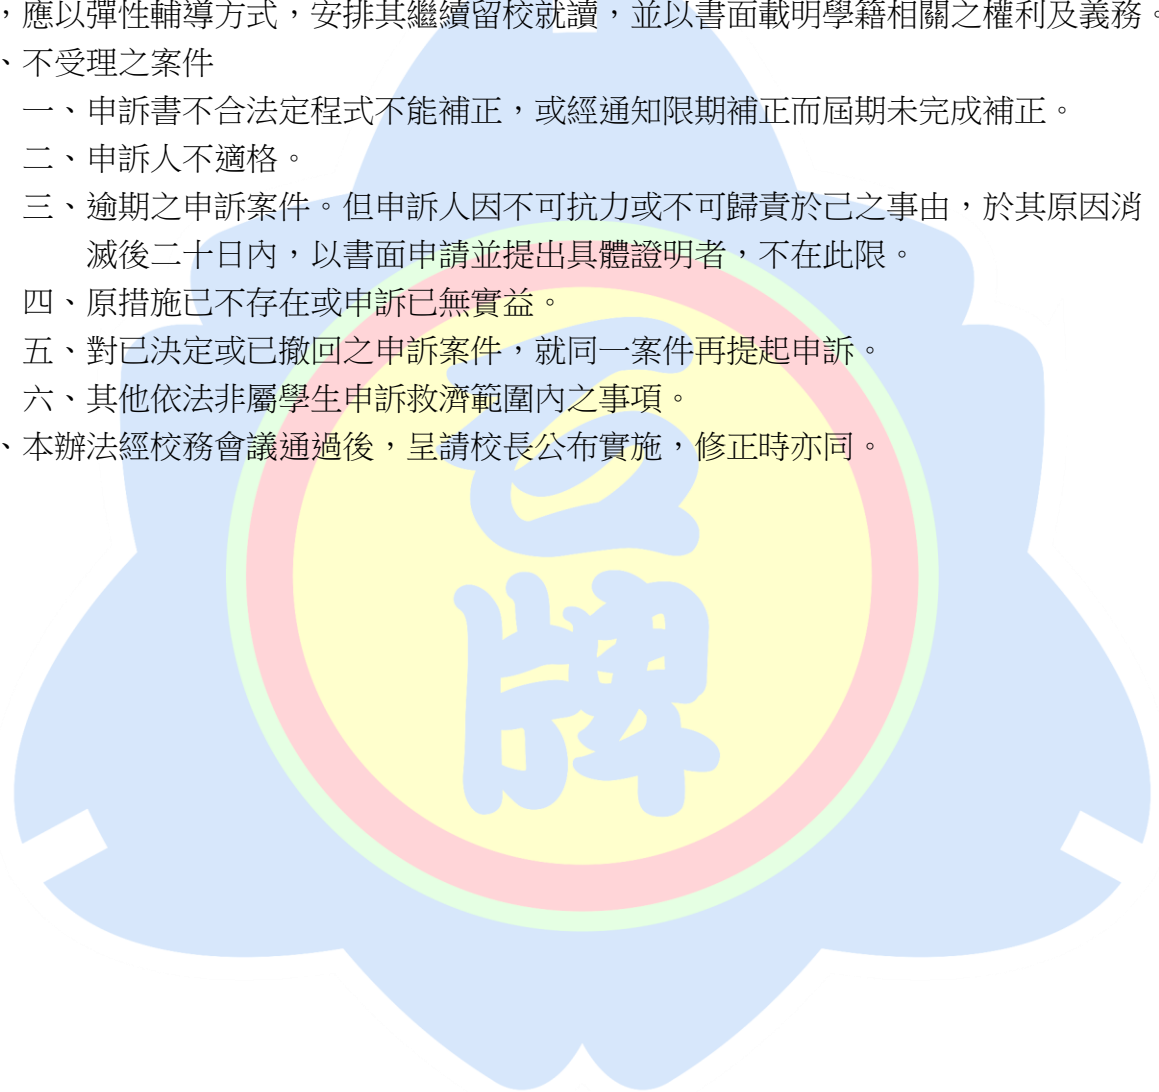 ,應以彈性輔導方式,安排其繼續留校就讀,並以書面載明學籍相關之權利及義務。
、不受理之案件
一、申訴書不合法定程式不能補正,或經通知限期補正而屆期未完成補正。
二、申訴人不適格。
三、逾期之申訴案件。但申訴人因不可抗力或不可歸責於己之事由,於其原因消
滅後二十日內,以書面申請並提出具體證明者,不在此限。
四、原措施已不存在或申訴已無實益。
五、對已決定或已撤回之申訴案件,就同一案件再提起申訴。
六、其他依法非屬學生申訴救濟範圍內之事項。
、本辦法經校務會議通過後,呈請校長公布實施,修正時亦同。
牌